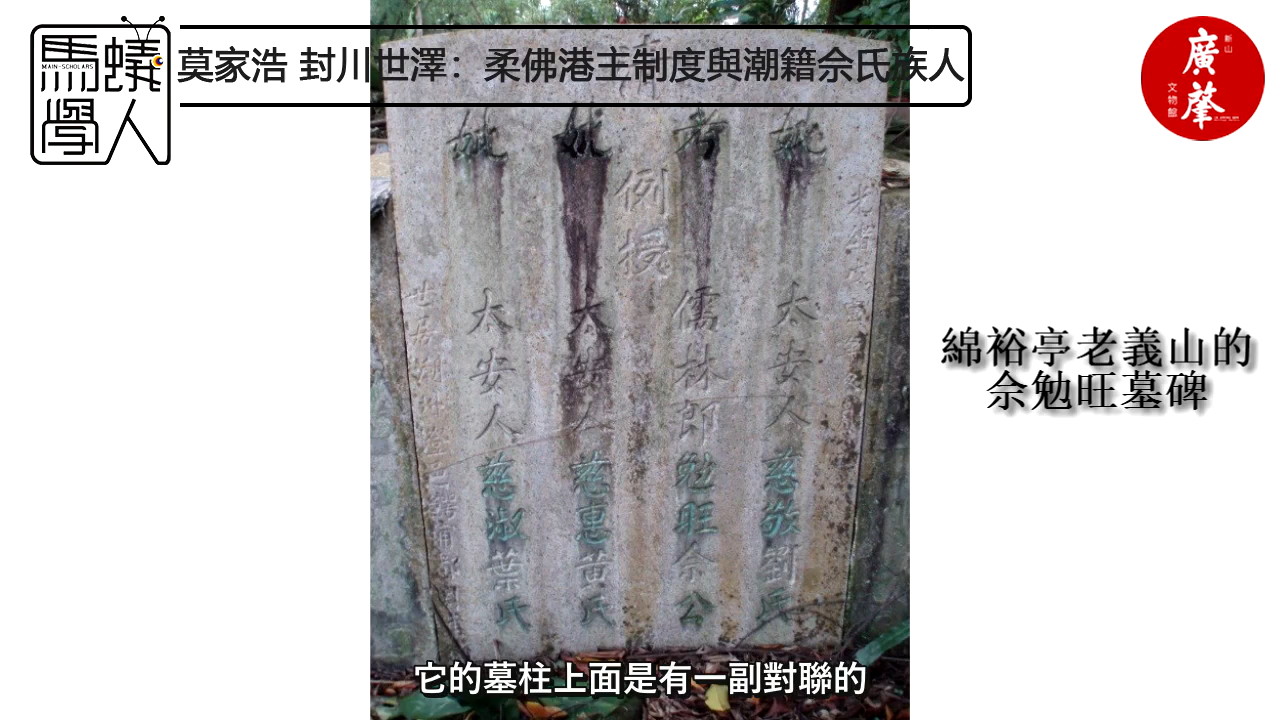 馬蟻學人
MAIN-SCHOLARS
莫家浩 封川世澤：柔佛港主制度與潮籍佘氏族人
新山
廣肇
文物館
清
例授
妣 太安人慈敬劉氏
考 儒林郎勉旺佘公
妣 太安人慈惠黃氏
妣 太安人慈淑葉氏
光緒
綿裕亭老義山的
佘勉旺墓碑
它的墓柱上面是有一副對聯的